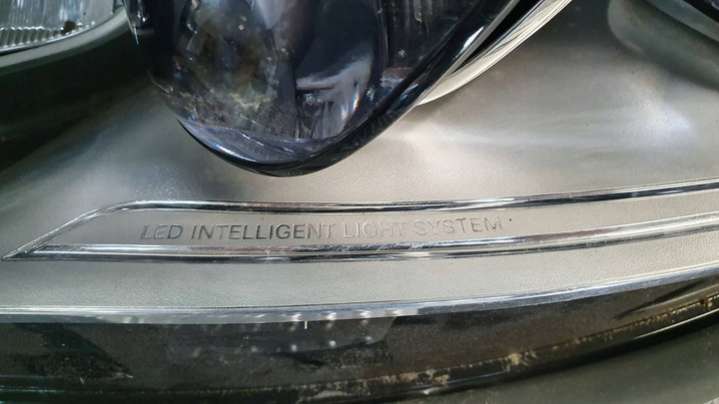 LED INTELLIGENT LIGHT SYSTEM